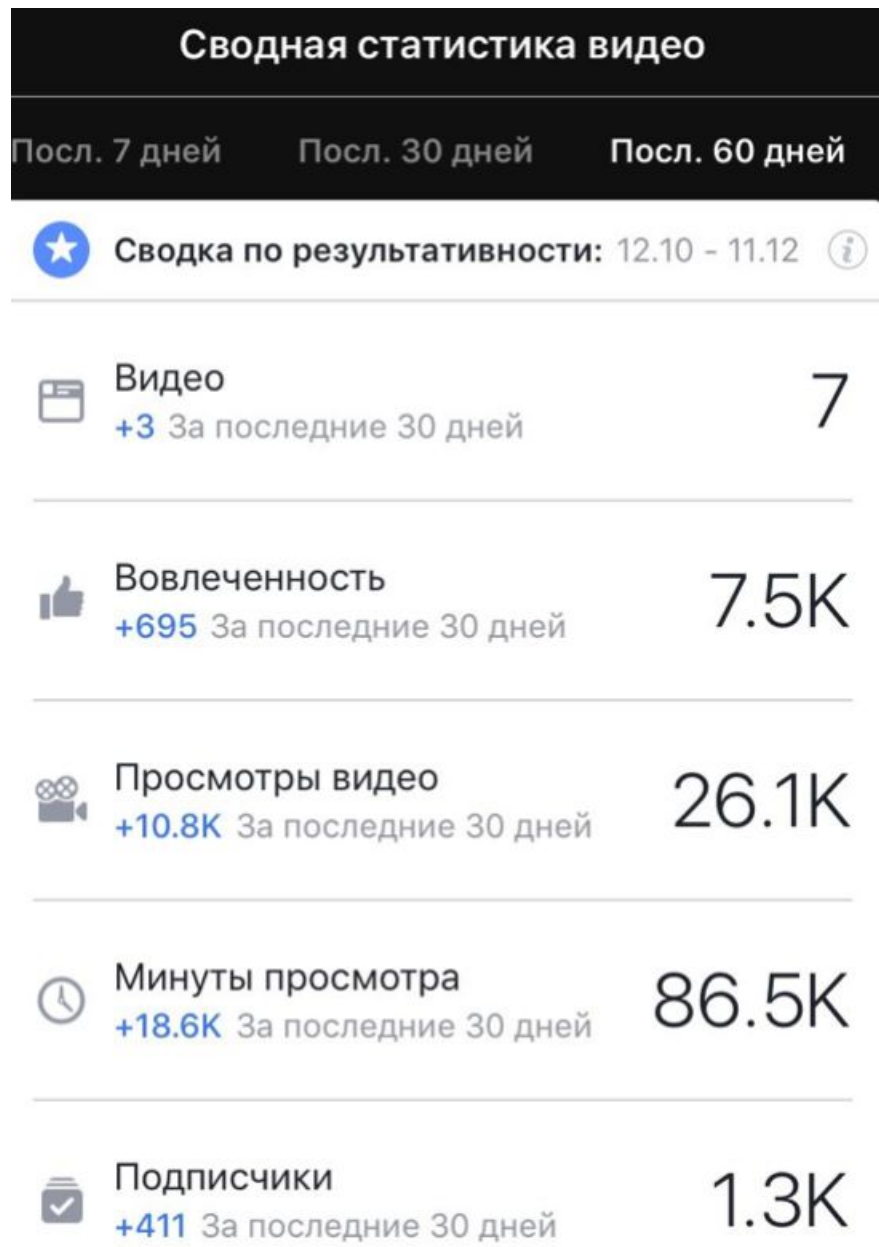 Сводная статистика видео
Посл. 7 дней Посл. 30 дней Посл. 60 дней
Сводка по результативности: 12.10 - 11.12 i
Видео 7
+3 За последние 30 дней
Вовлеченность 7.5K
+695 За последние 30 дней
Просмотры видео 26.1K
+10.8K За последние 30 дней
Минуты просмотра 86.5K
+18.6K За последние 30 дней
Подписчики 1.3K
+411 За последние 30 дней